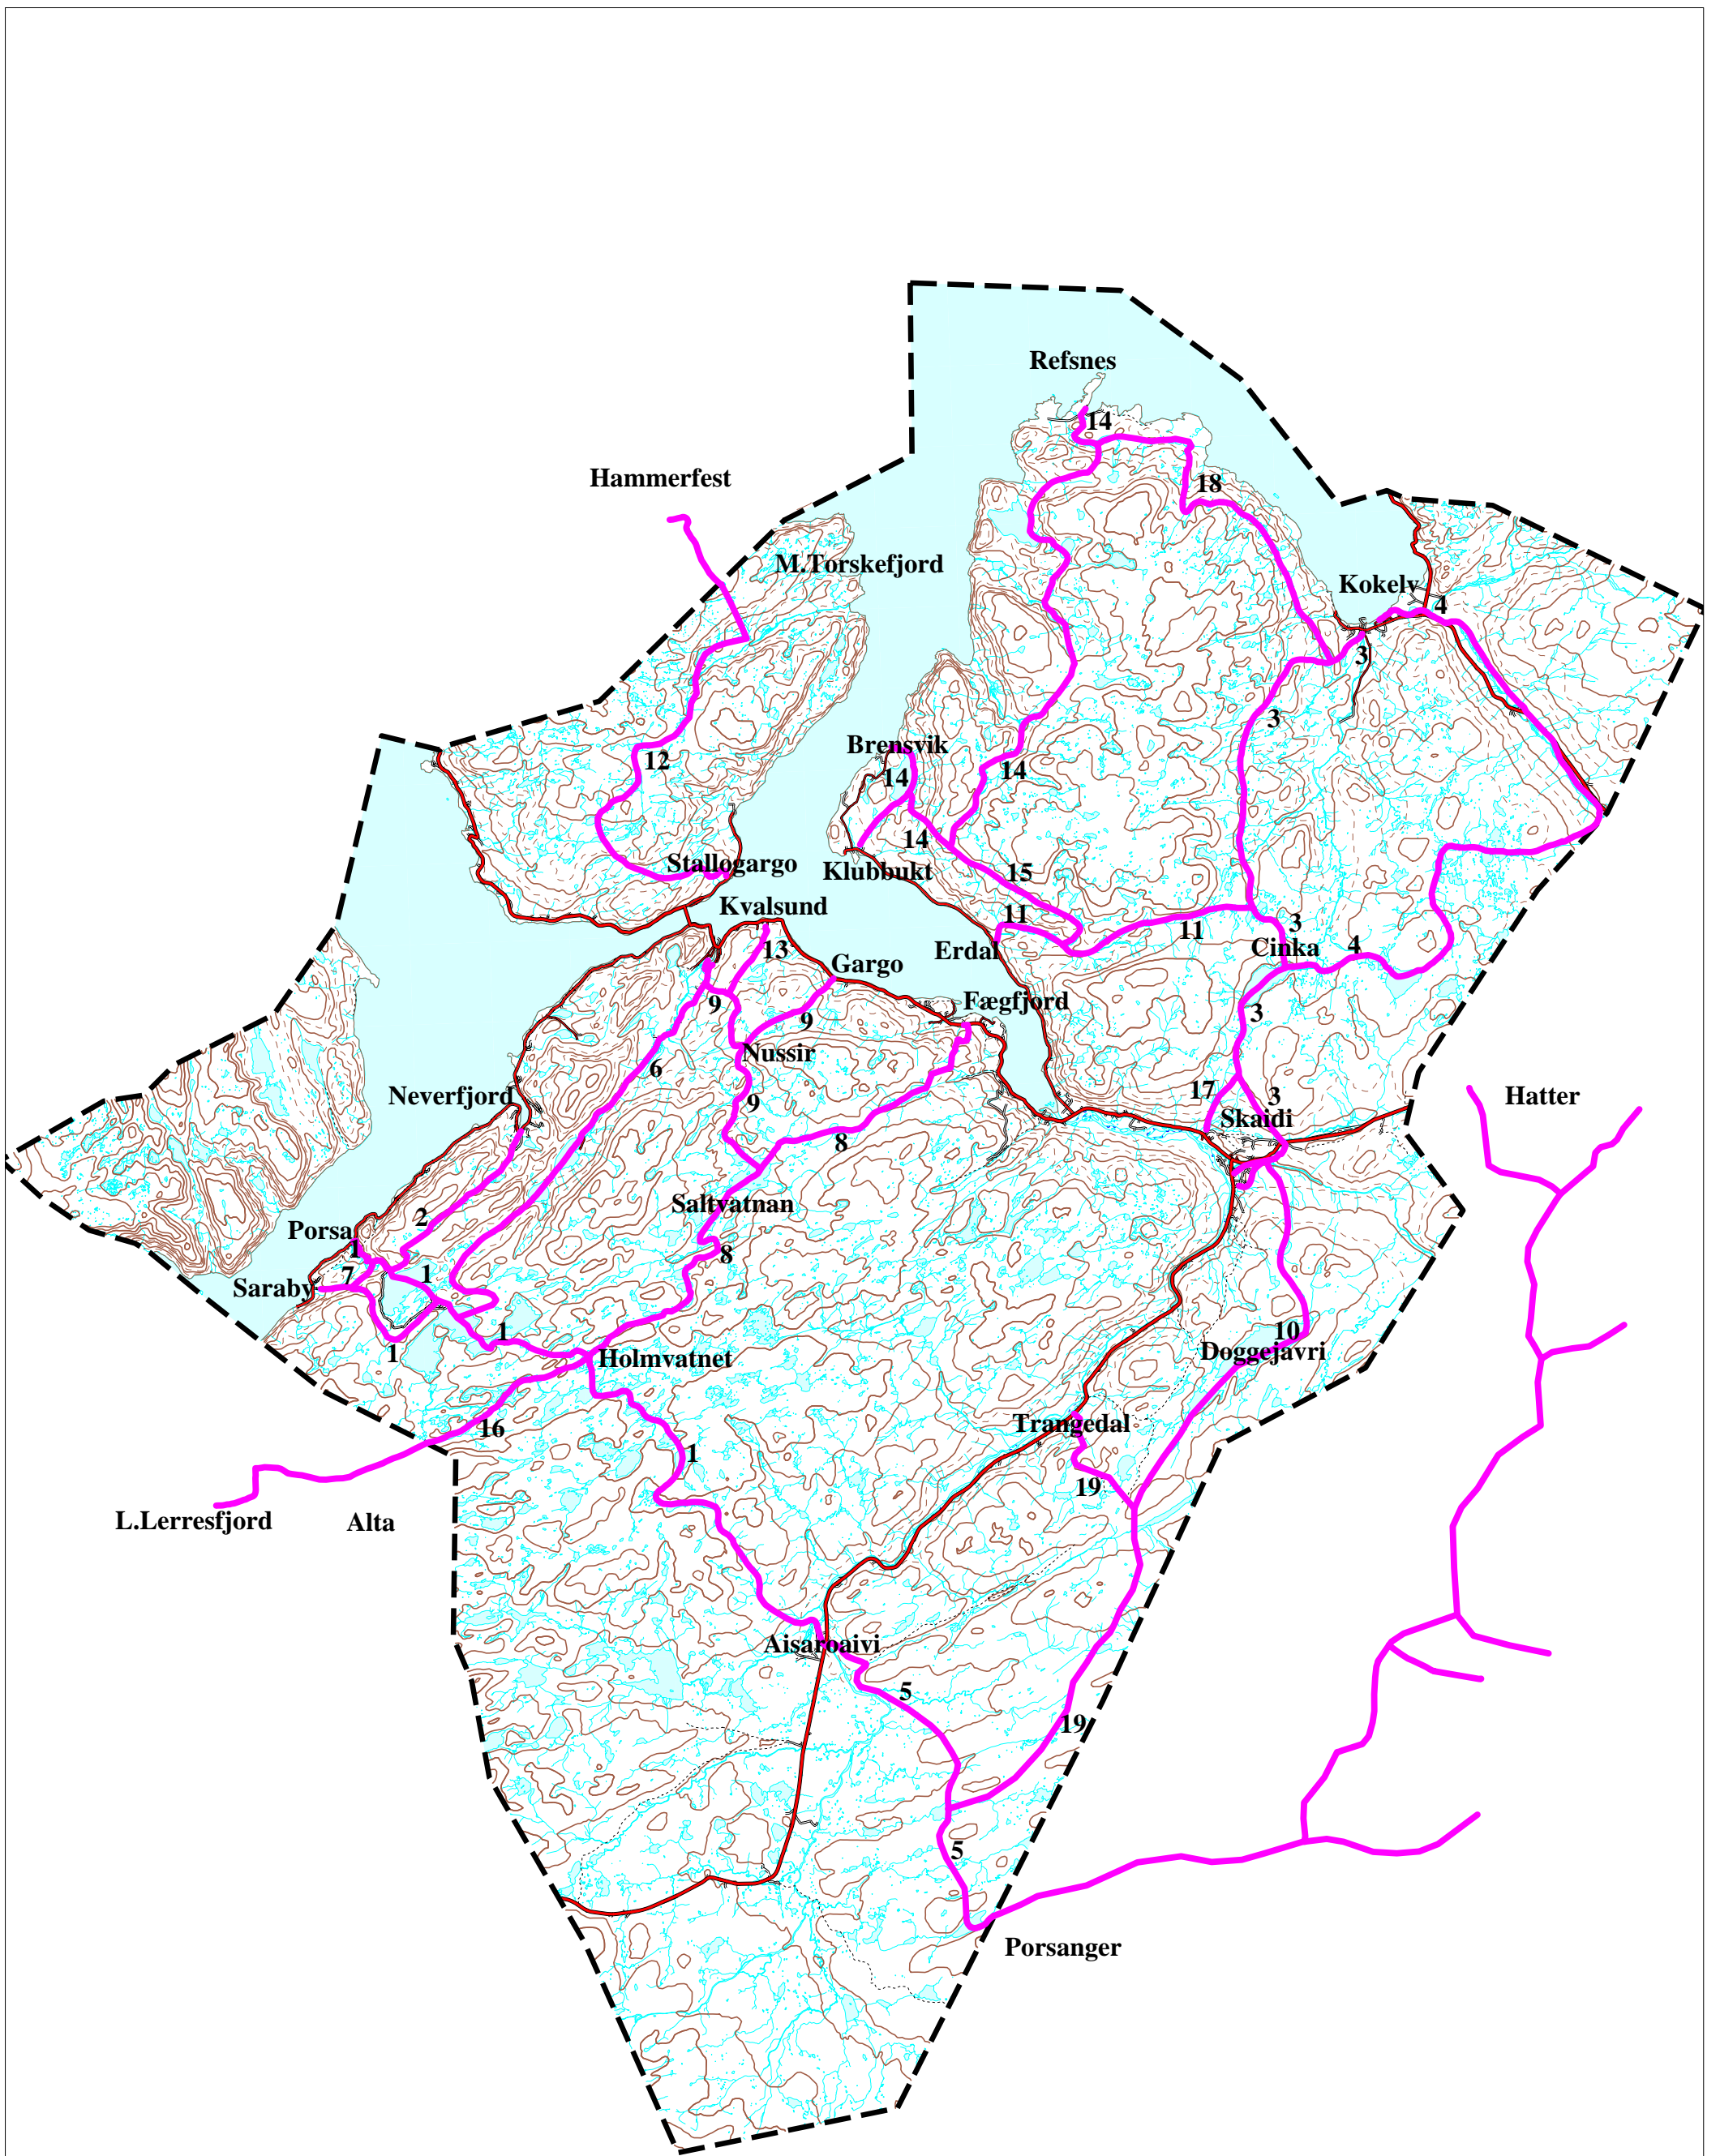 Refsnes
14
Hammerfest
18
M.Torskefjord
Kokelv
4
3
3
Brensvik
12
14
14
14
Stallogargo
Klubbukt
15
Kvalsund
11
3
11
13
Erdal
Cinka
4
Gargo
9
Fægfjord
3
9
Nussir
6
Neverfjord
17
3
Hatter
9
Skaidi
8
Saltvatnan
2
Porsa
1
8
7
1
Saraby
1
10
1
Holmvatnet
Doggejavri
Trangedal
16
1
19
L.Lerresfjord
Alta
Aisaroaivi
5
19
5
Porsanger